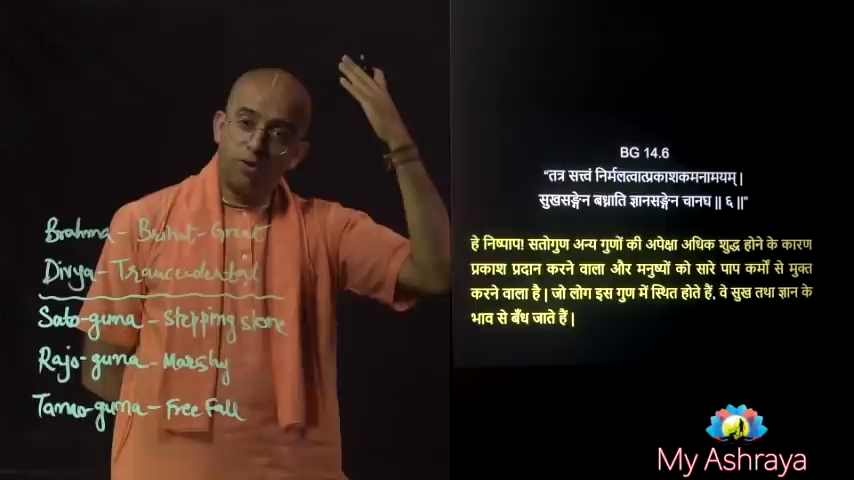 Brahma - Brihat - Great
Divya - Trancendental
Sato-guna - Stepping stone
Rajo-guna - Marshy
Tamo-guna - Free Fall
BG 14.6
"तत्र सत्त्वं निर्मलत्वात्प्रकाशकमनामयम् |
सुखसङ्गेन बध्नाति ज्ञानसङ्गेन चानघ || ६ ||"
हे निष्पाप! सतोगुण अन्य गुणों की अपेक्षा अधिक शुद्ध होने के कारण
प्रकाश प्रदान करने वाला और मनुष्यों को सारे पाप कर्मों से मुक्त
करने वाला है | जो लोग इस गुण में स्थित होते हैं, वे सुख तथा ज्ञान के
भाव से बँध जाते हैं |
My Ashraya